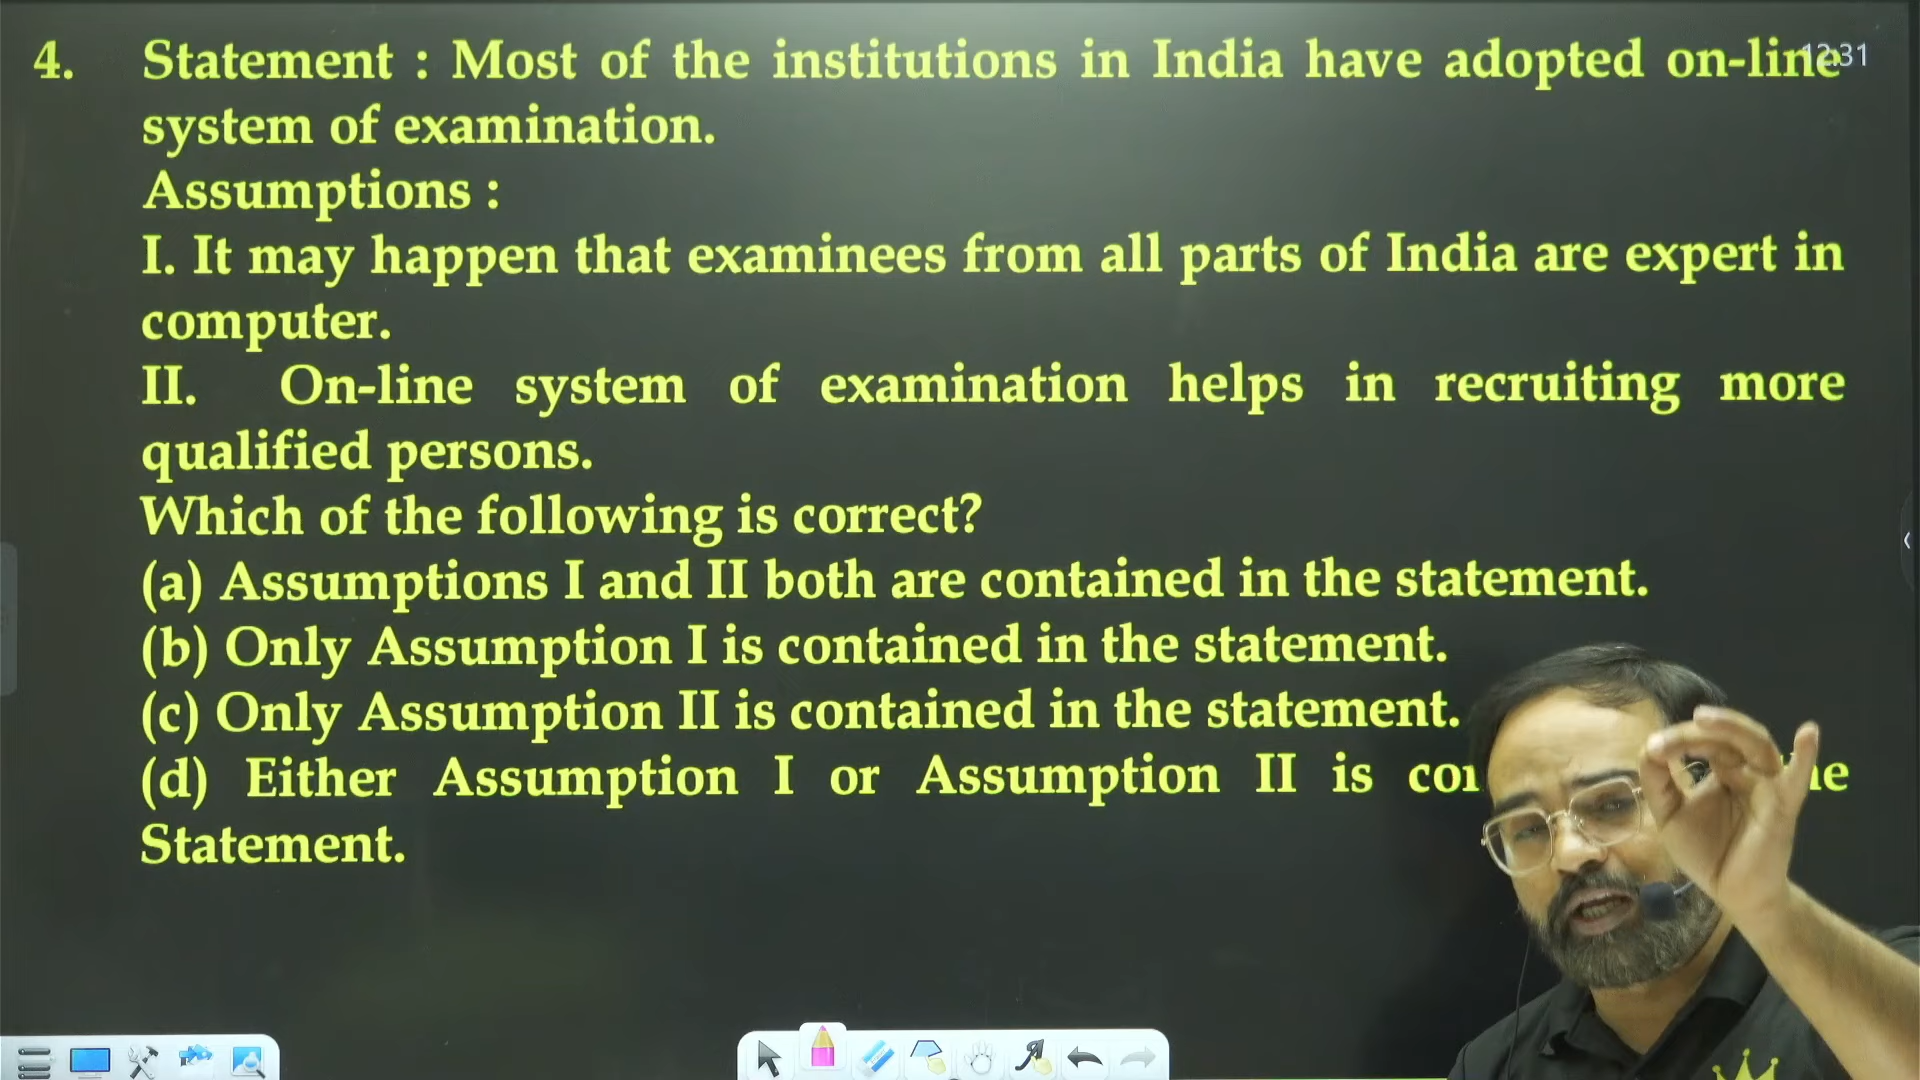 4. Statement : Most of the institutions in India have adopted on-line
12:31
system of examination.
Assumptions :
I. It may happen that examinees from all parts of India are expert in
computer.
II. On-line system of examination helps in recruiting more
qualified persons.
Which of the following is correct?
(a) Assumptions I and II both are contained in the statement.
(b) Only Assumption I is contained in the statement.
(c) Only Assumption II is contained in the statement.
(d) Either Assumption I or Assumption II is
Statement.